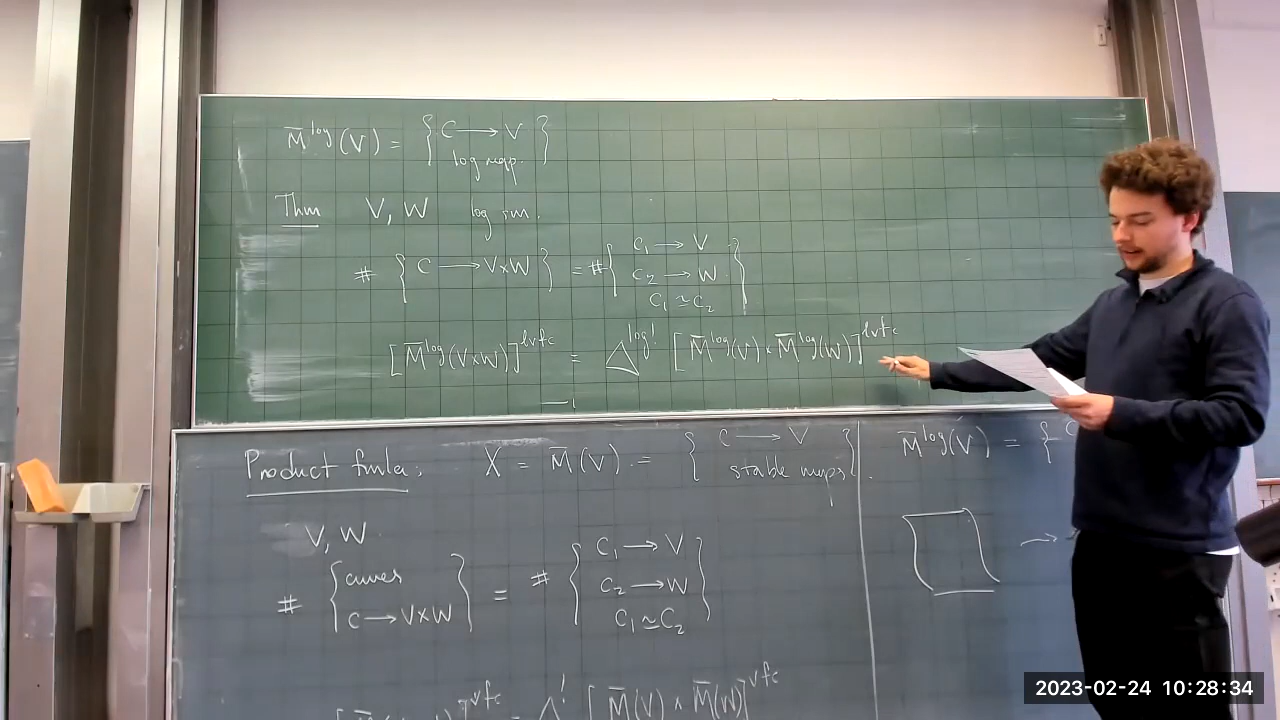 M̄^log(V) = { C → V
log map. }
Thm V, W log sm.
# { C → V×W } = # { C₁ → V
C₂ → W
C₁ ≃ C₂ }
[M̄^log(V×W)]^lvfc = Δ^log! [M̄^log(V) × M̄^log(W)]^lvfc
Product fmla: X = M̄(V) = { C → V
stable maps }.
V, W
# { curves
C → V×W } = # { C₁ → V
C₂ → W
C₁ ≃ C₂ }
]^vfc = Δ^! [M̄(V) × M̄(W)]^vfc
M̄^log(V) = { C
2023-02-24 10:28:34